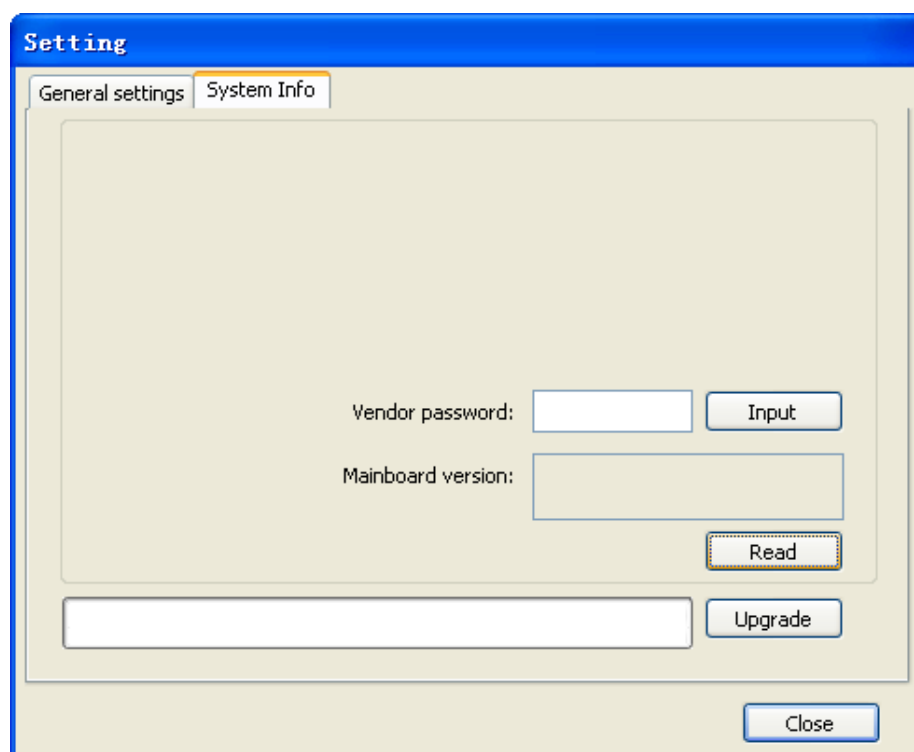 Setting
General settings System Info
Vendor password: Input
Mainboard version:
Read
Upgrade
Close